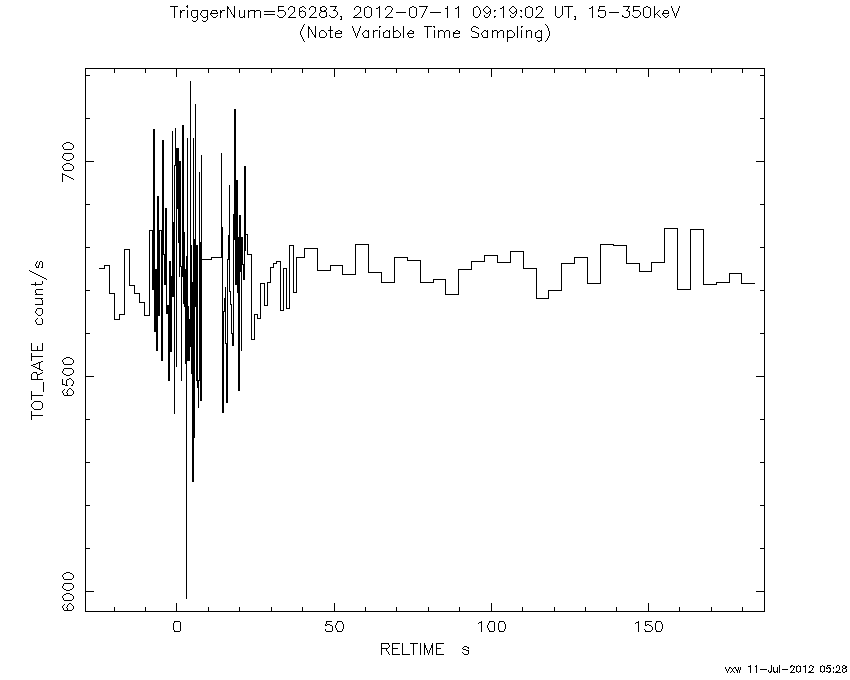 TriggerNum=526283, 2012-07-11 09:19:02 UT, 15-350keV
(Note Variable Time Sampling)
TOT_RATE count/s
7000
6500
6000
0 50 100 150
RELTIME s
vxw 11-Jul-2012 05:28